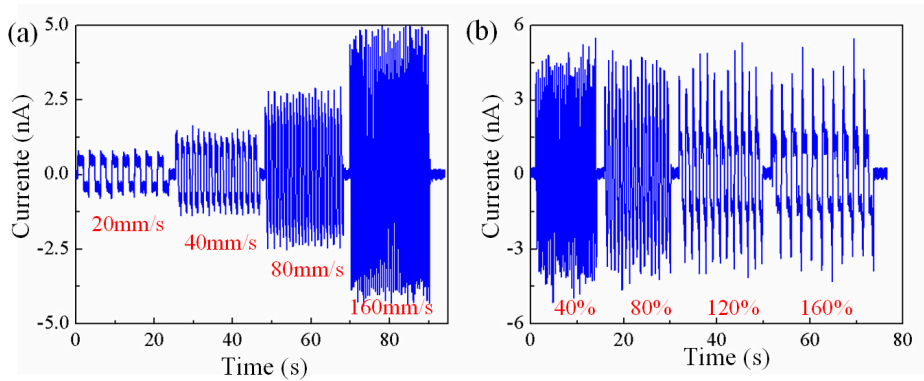 (a)
Currente (nA)
5.0
2.5
0.0
-2.5
-5.0
20mm/s
40mm/s
80mm/s
160mm/s
0 20 40 60 80
Time (s)
(b)
Currente (nA)
6
3
0
-3
-6
40% 80% 120% 160%
0 20 40 60 80
Time (s)